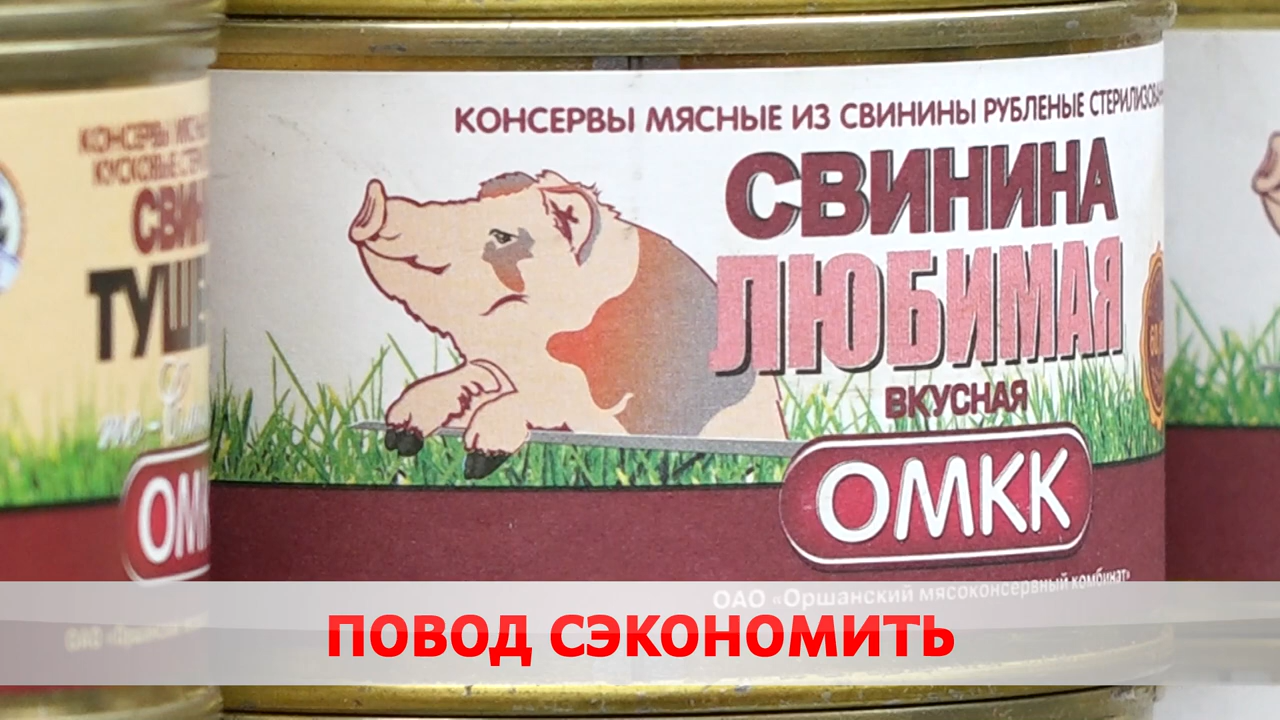 КОНСЕРВЫ МЯСНЫЕ ИЗ СВИНИНЫ РУБЛЕНЫЕ
СВИНИНА
ЛЮБИМАЯ
ВКУСНАЯ
ОМКК
ОАО «Оршанский мясоконсервный комбинат»
ПОВОД СЭКОНОМИТЬ